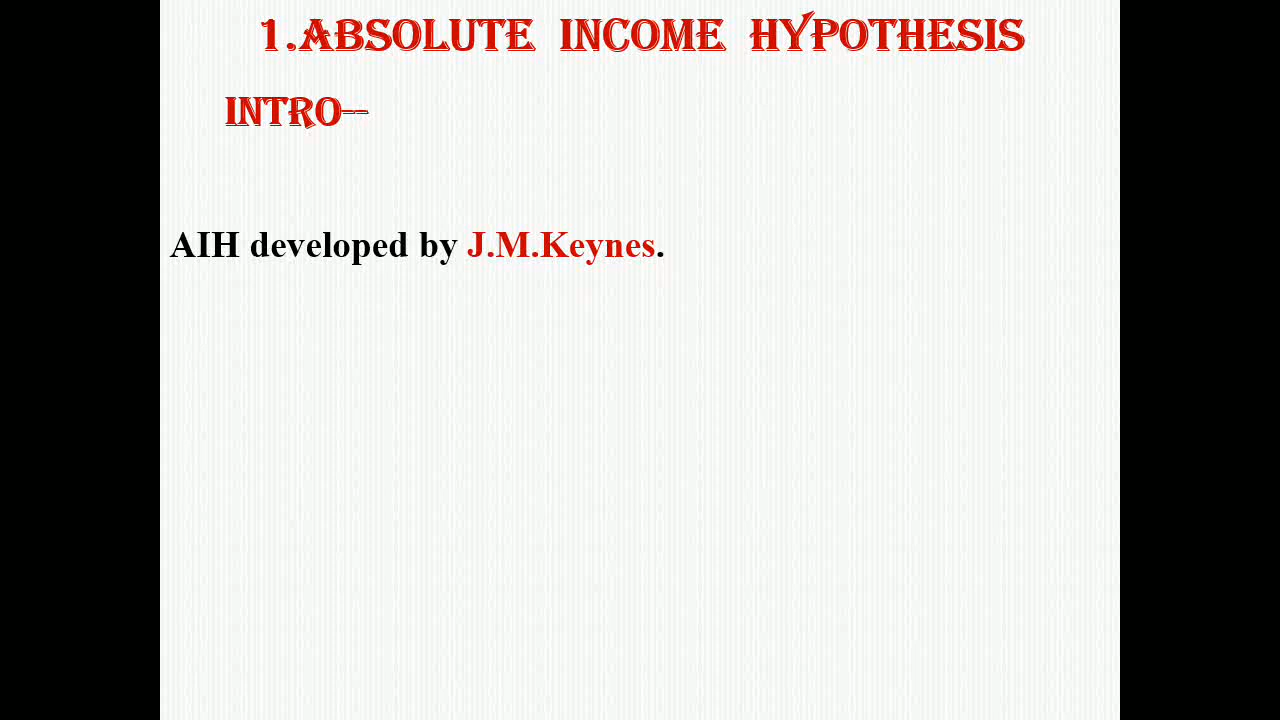 1.ABSOLUTE INCOME HYPOTHESIS
INTRO--
AIH developed by J.M.Keynes.